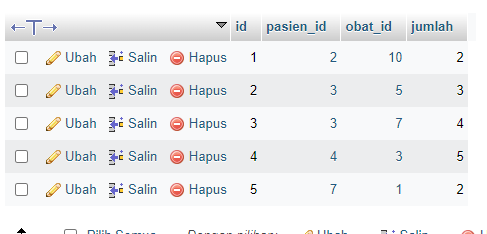 id pasien_id obat_id jumlah
Ubah Salin Hapus 1 2 10 2
Ubah Salin Hapus 2 3 5 3
Ubah Salin Hapus 3 3 7 4
Ubah Salin Hapus 4 4 3 5
Ubah Salin Hapus 5 7 1 2
Pilih Semua Dengan pilihan: Ubah Salin